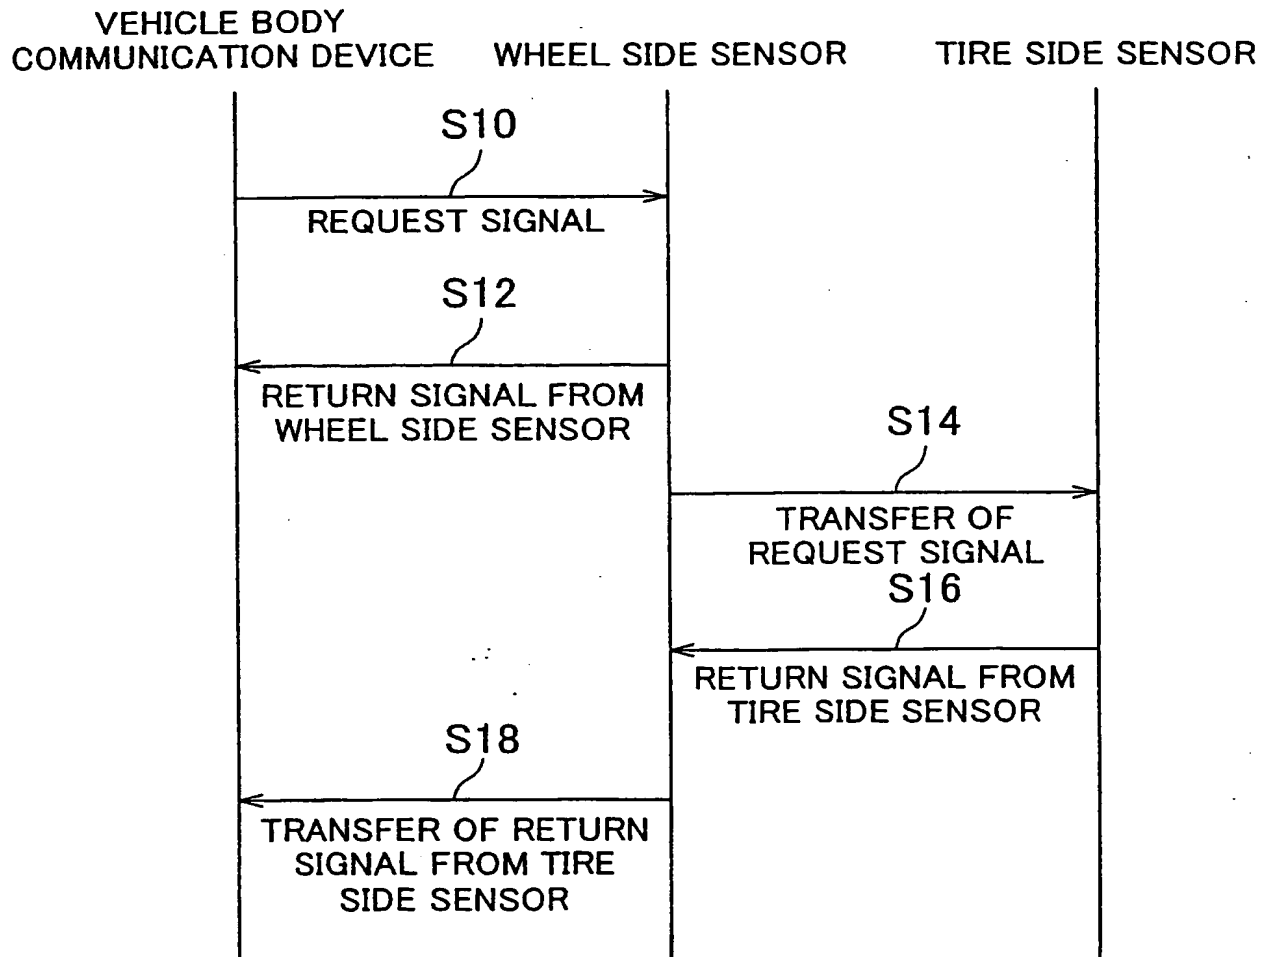 VEHICLE BODY
COMMUNICATION DEVICE
WHEEL SIDE SENSOR
TIRE SIDE SENSOR
S10
REQUEST SIGNAL
S12
RETURN SIGNAL FROM
WHEEL SIDE SENSOR
S14
TRANSFER OF
REQUEST SIGNAL
S16
RETURN SIGNAL FROM
TIRE SIDE SENSOR
S18
TRANSFER OF RETURN
SIGNAL FROM TIRE
SIDE SENSOR